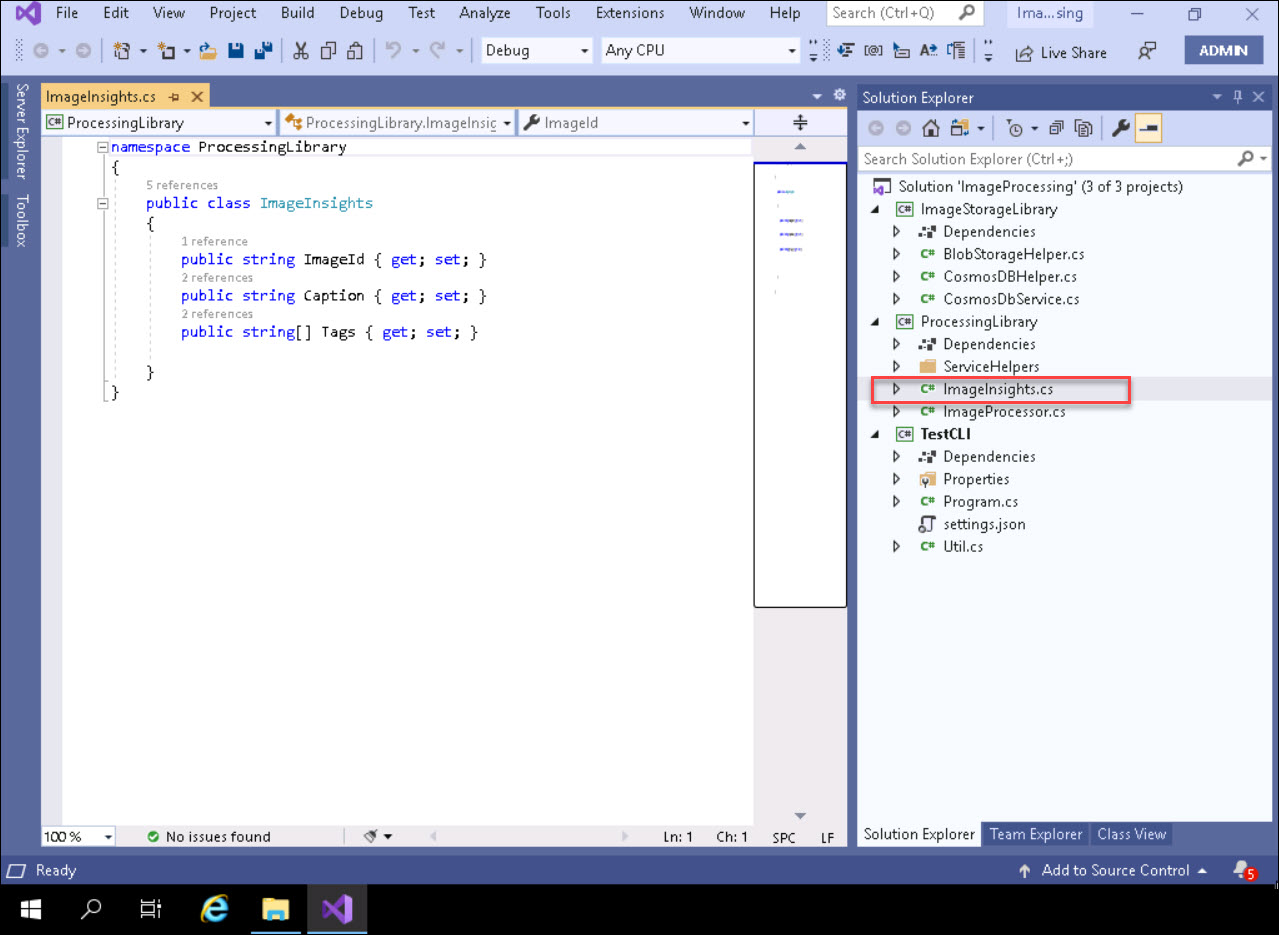 File Edit View Project Build Debug Test Analyze Tools Extensions Window Help Search (Ctrl+Q) Ima...sing
Debug Any CPU Live Share ADMIN
Server Explorer
Toolbox
ImageInsights.cs
ProcessingLibrary ProcessingLibrary.ImageInsig ImageId
namespace ProcessingLibrary
{
5 references
public class ImageInsights
{
1 reference
public string ImageId { get; set; }
2 references
public string Caption { get; set; }
2 references
public string[] Tags { get; set; }
}
}
100 % No issues found Ln: 1 Ch: 1 SPC LF
Solution Explorer
Search Solution Explorer (Ctrl+;)
Solution 'ImageProcessing' (3 of 3 projects)
C# ImageStorageLibrary
Dependencies
C# BlobStorageHelper.cs
C# CosmosDBHelper.cs
C# CosmosDbService.cs
C# ProcessingLibrary
Dependencies
ServiceHelpers
C# ImageInsights.cs
C# ImageProcessor.cs
C# TestCLI
Dependencies
Properties
C# Program.cs
settings.json
C# Util.cs
Solution Explorer Team Explorer Class View
Ready Add to Source Control 5